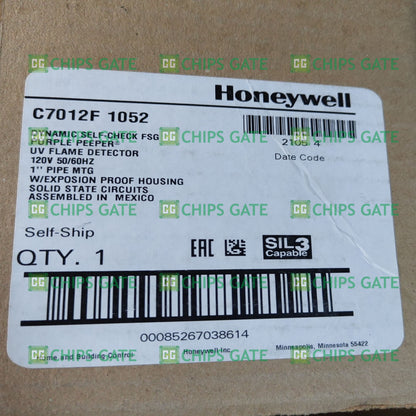 Honeywell
C7012F 1052
DYNAMIC SELF-CHECK FSG
PURPLE PEEPER
UV FLAME DETECTOR
120V 50/60HZ
1" PIPE MTG
W/EXPOSION PROOF HOUSING
SOLID STATE CIRCUITS
ASSEMBLED IN MEXICO
2105 4
Date Code
Self-Ship
QTY. 1
EAC
SIL3
Capable
00085267038614
Home and Building Control
Honeywell-Inc
Minneapolis, Minnesota 55422
CHIPS GATE